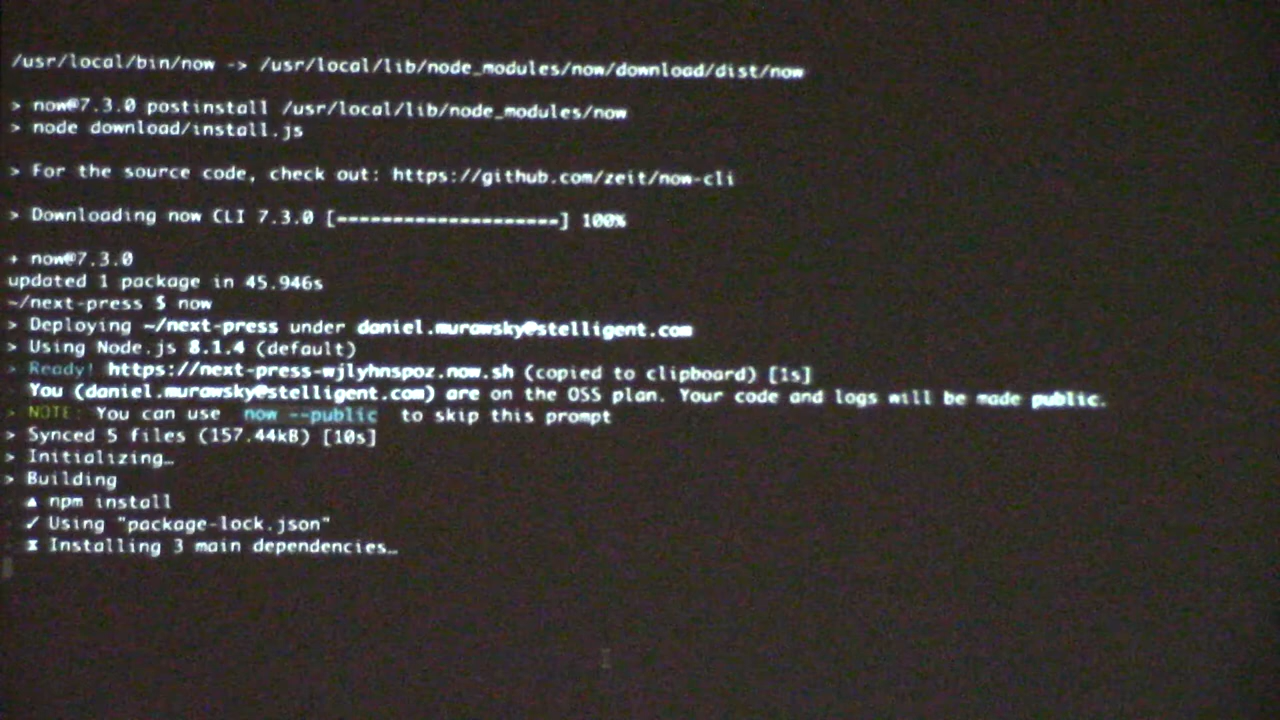 /usr/local/bin/now -> /usr/local/lib/node_modules/now/download/dist/now
> now@7.3.0 postinstall /usr/local/lib/node_modules/now
> node download/install.js
> For the source code, check out: https://github.com/zeit/now-cli
> Downloading now CLI 7.3.0 [--------------------] 100%
+ now@7.3.0
updated 1 package in 45.946s
~/next-press $ now
> Deploying ~/next-press under daniel.murawsky@stelligent.com
> Using Node.js 8.1.4 (default)
> Ready! https://next-press-wjlyhnspoz.now.sh (copied to clipboard) [1s]
You (daniel.murawsky@stelligent.com) are on the OSS plan. Your code and logs will be made public.
> NOTE: You can use now --public to skip this prompt
> Synced 5 files (157.44kB) [10s]
> Initializing…
> Building
▲ npm install
✓ Using "package-lock.json"
⧗ Installing 3 main dependencies…